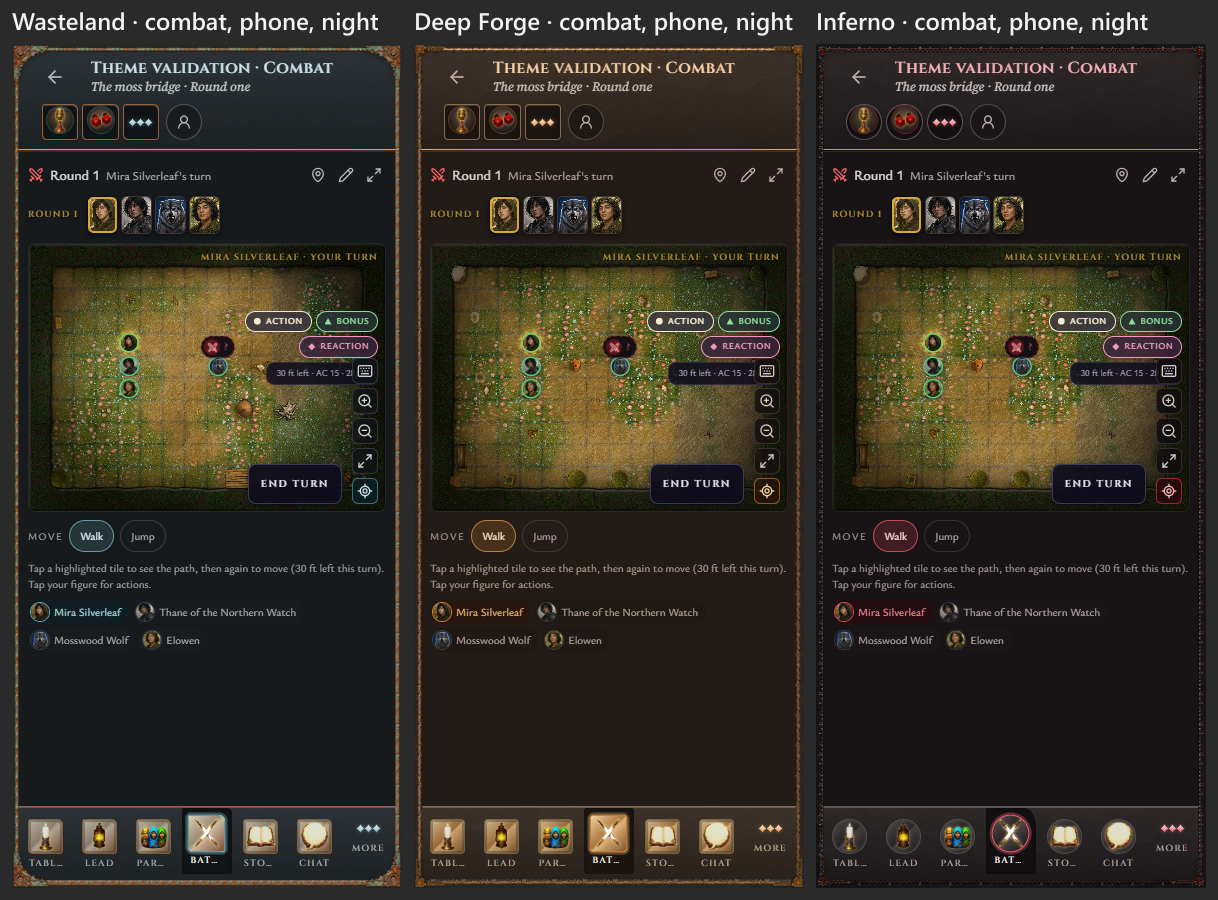 Wasteland · combat, phone, night
Theme validation · Combat
The moss bridge · Round one
Round 1 Mira Silverleaf's turn
ROUND 1
MIRA SILVERLEAF · YOUR TURN
ACTION
BONUS
?
REACTION
30 ft left · AC 15 ·
END TURN
MOVE Walk Jump
Tap a highlighted tile to see the path, then again to move (30 ft left this turn).
Tap your figure for actions.
Mira Silverleaf Thane of the Northern Watch
Mosswood Wolf Elowen
TABL… LEAD PAR… BAT… STO… CHAT MORE
Deep Forge · combat, phone, night
Theme validation · Combat
The moss bridge · Round one
Round 1 Mira Silverleaf's turn
ROUND 1
MIRA SILVERLEAF · YOUR TURN
ACTION
BONUS
?
REACTION
30 ft left · AC 15 ·
END TURN
MOVE Walk Jump
Tap a highlighted tile to see the path, then again to move (30 ft left this turn).
Tap your figure for actions.
Mira Silverleaf Thane of the Northern Watch
Mosswood Wolf Elowen
TABL… LEAD PAR… BAT… STO… CHAT MORE
Inferno · combat, phone, night
Theme validation · Combat
The moss bridge · Round one
Round 1 Mira Silverleaf's turn
ROUND 1
MIRA SILVERLEAF · YOUR TURN
ACTION
BONUS
?
REACTION
30 ft left · AC 15 ·
END TURN
MOVE Walk Jump
Tap a highlighted tile to see the path, then again to move (30 ft left this turn).
Tap your figure for actions.
Mira Silverleaf Thane of the Northern Watch
Mosswood Wolf Elowen
TABL… LEAD PAR… BAT… STO… CHAT MORE